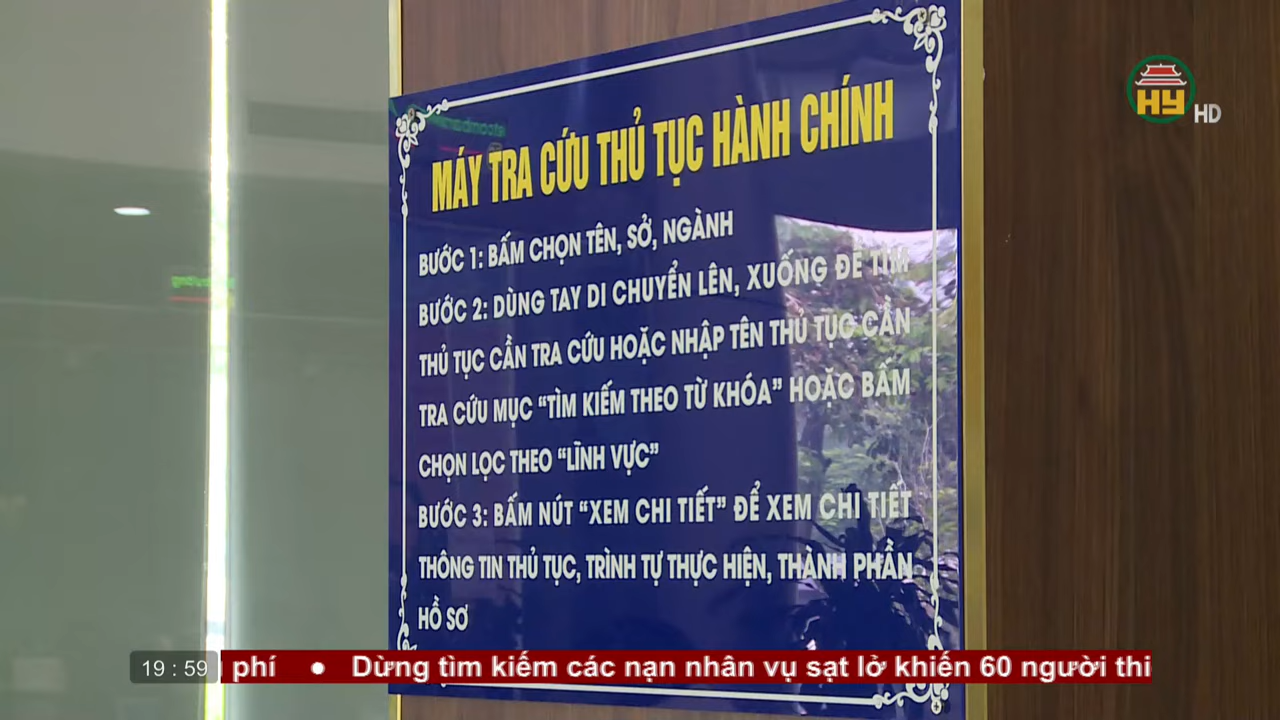 HY HD
MÁY TRA CỨU THỦ TỤC HÀNH CHÍNH
BƯỚC 1: BẤM CHỌN TÊN, SỞ, NGÀNH
BƯỚC 2: DÙNG TAY DI CHUYỂN LÊN, XUỐNG ĐỂ TÌM
THỦ TỤC CẦN TRA CỨU HOẶC NHẬP TÊN THỦ TỤC CẦN
TRA CỨU MỤC “TÌM KIẾM THEO TỪ KHÓA” HOẶC BẤM
CHỌN LỌC THEO “LĨNH VỰC”
BƯỚC 3: BẤM NÚT “XEM CHI TIẾT” ĐỂ XEM CHI TIẾT
THÔNG TIN THỦ TỤC, TRÌNH TỰ THỰC HIỆN, THÀNH PHẦN
HỒ SƠ
19 : 59 phí ● Dừng tìm kiếm các nạn nhân vụ sạt lở khiến 60 người thi